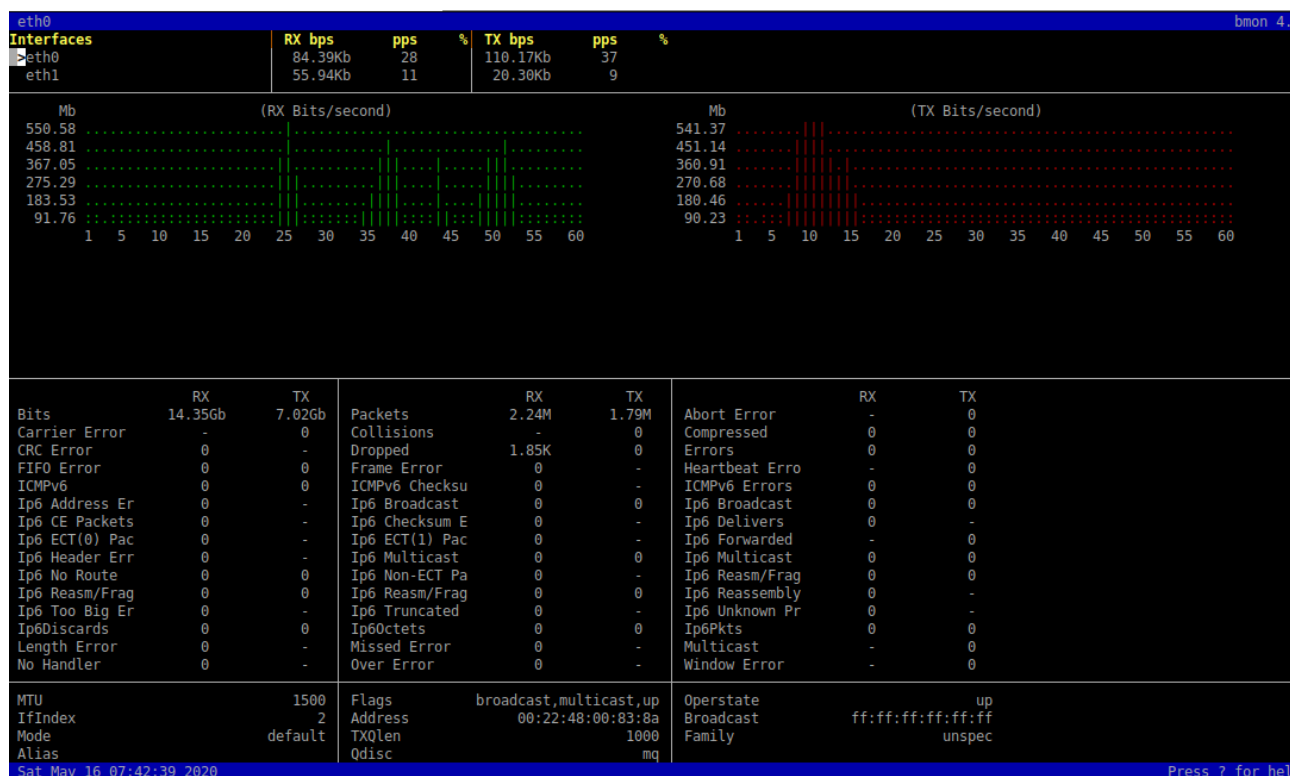 eth0 bmon 4.
Interfaces RX bps pps % TX bps pps %
>eth0 84.39Kb 28 110.17Kb 37
eth1 55.94Kb 11 20.30Kb 9
Mb (RX Bits/second) Mb (TX Bits/second)
550.58 541.37
458.81 451.14
367.05 360.91
275.29 270.68
183.53 180.46
91.76 90.23
1 5 10 15 20 25 30 35 40 45 50 55 60 1 5 10 15 20 25 30 35 40 45 50 55 60
RX TX RX TX RX TX
Bits 14.35Gb 7.02Gb Packets 2.24M 1.79M Abort Error - 0
Carrier Error - 0 Collisions - 0 Compressed 0 0
CRC Error 0 - Dropped 1.85K 0 Errors 0 0
FIFO Error 0 0 Frame Error 0 - Heartbeat Erro - 0
ICMPv6 0 0 ICMPv6 Checksu 0 - ICMPv6 Errors 0 0
Ip6 Address Er 0 - Ip6 Broadcast 0 0 Ip6 Broadcast 0 0
Ip6 CE Packets 0 - Ip6 Checksum E 0 - Ip6 Delivers 0 -
Ip6 ECT(0) Pac 0 - Ip6 ECT(1) Pac 0 - Ip6 Forwarded - 0
Ip6 Header Err 0 - Ip6 Multicast 0 0 Ip6 Multicast 0 0
Ip6 No Route 0 0 Ip6 Non-ECT Pa 0 - Ip6 Reasm/Frag 0 0
Ip6 Reasm/Frag 0 0 Ip6 Reasm/Frag 0 0 Ip6 Reassembly 0 -
Ip6 Too Big Er 0 - Ip6 Truncated 0 - Ip6 Unknown Pr 0 -
Ip6Discards 0 0 Ip6Octets 0 0 Ip6Pkts 0 0
Length Error 0 - Missed Error 0 - Multicast - 0
No Handler 0 - Over Error 0 - Window Error - 0
MTU 1500 Flags broadcast,multicast,up Operstate up
IfIndex 2 Address 00:22:48:00:83:8a Broadcast ff:ff:ff:ff:ff:ff
Mode default TXQlen 1000 Family unspec
Alias Qdisc mq
Sat May 16 07:42:39 2020 Press ? for hel